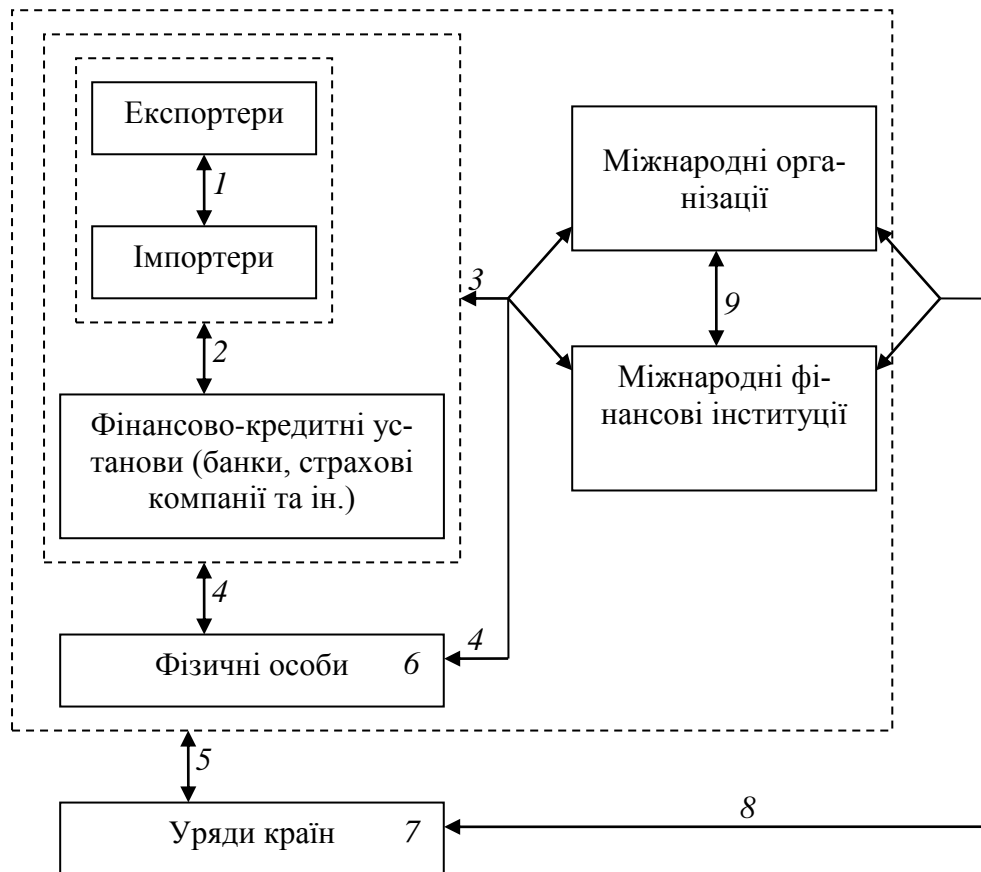 Експортери
1
Імпортери
2
Фінансово-кредитні ус-
танови (банки, страхові
компанії та ін.)
4
Фізичні особи 6
5
Уряди країн 7
3
4
Міжнародні орга-
нізації
9
Міжнародні фі-
нансові інституції
8